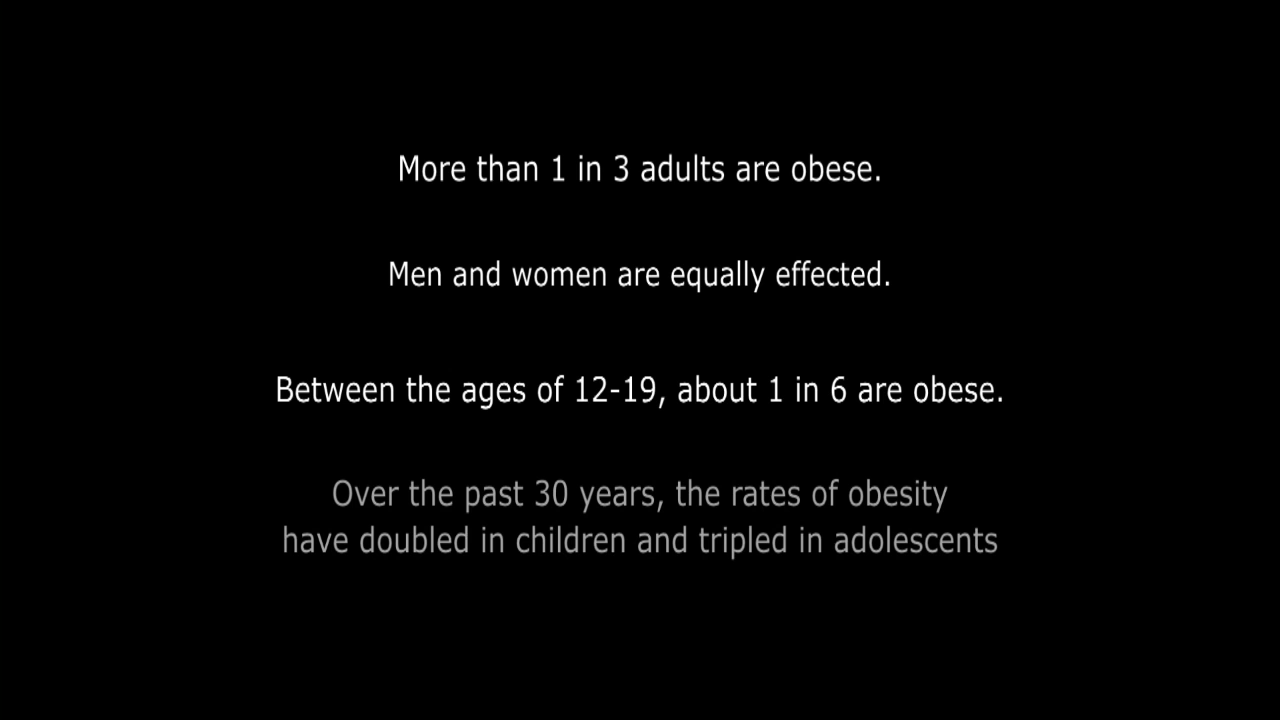 More than 1 in 3 adults are obese.
Men and women are equally effected.
Between the ages of 12-19, about 1 in 6 are obese.
Over the past 30 years, the rates of obesity
have doubled in children and tripled in adolescents